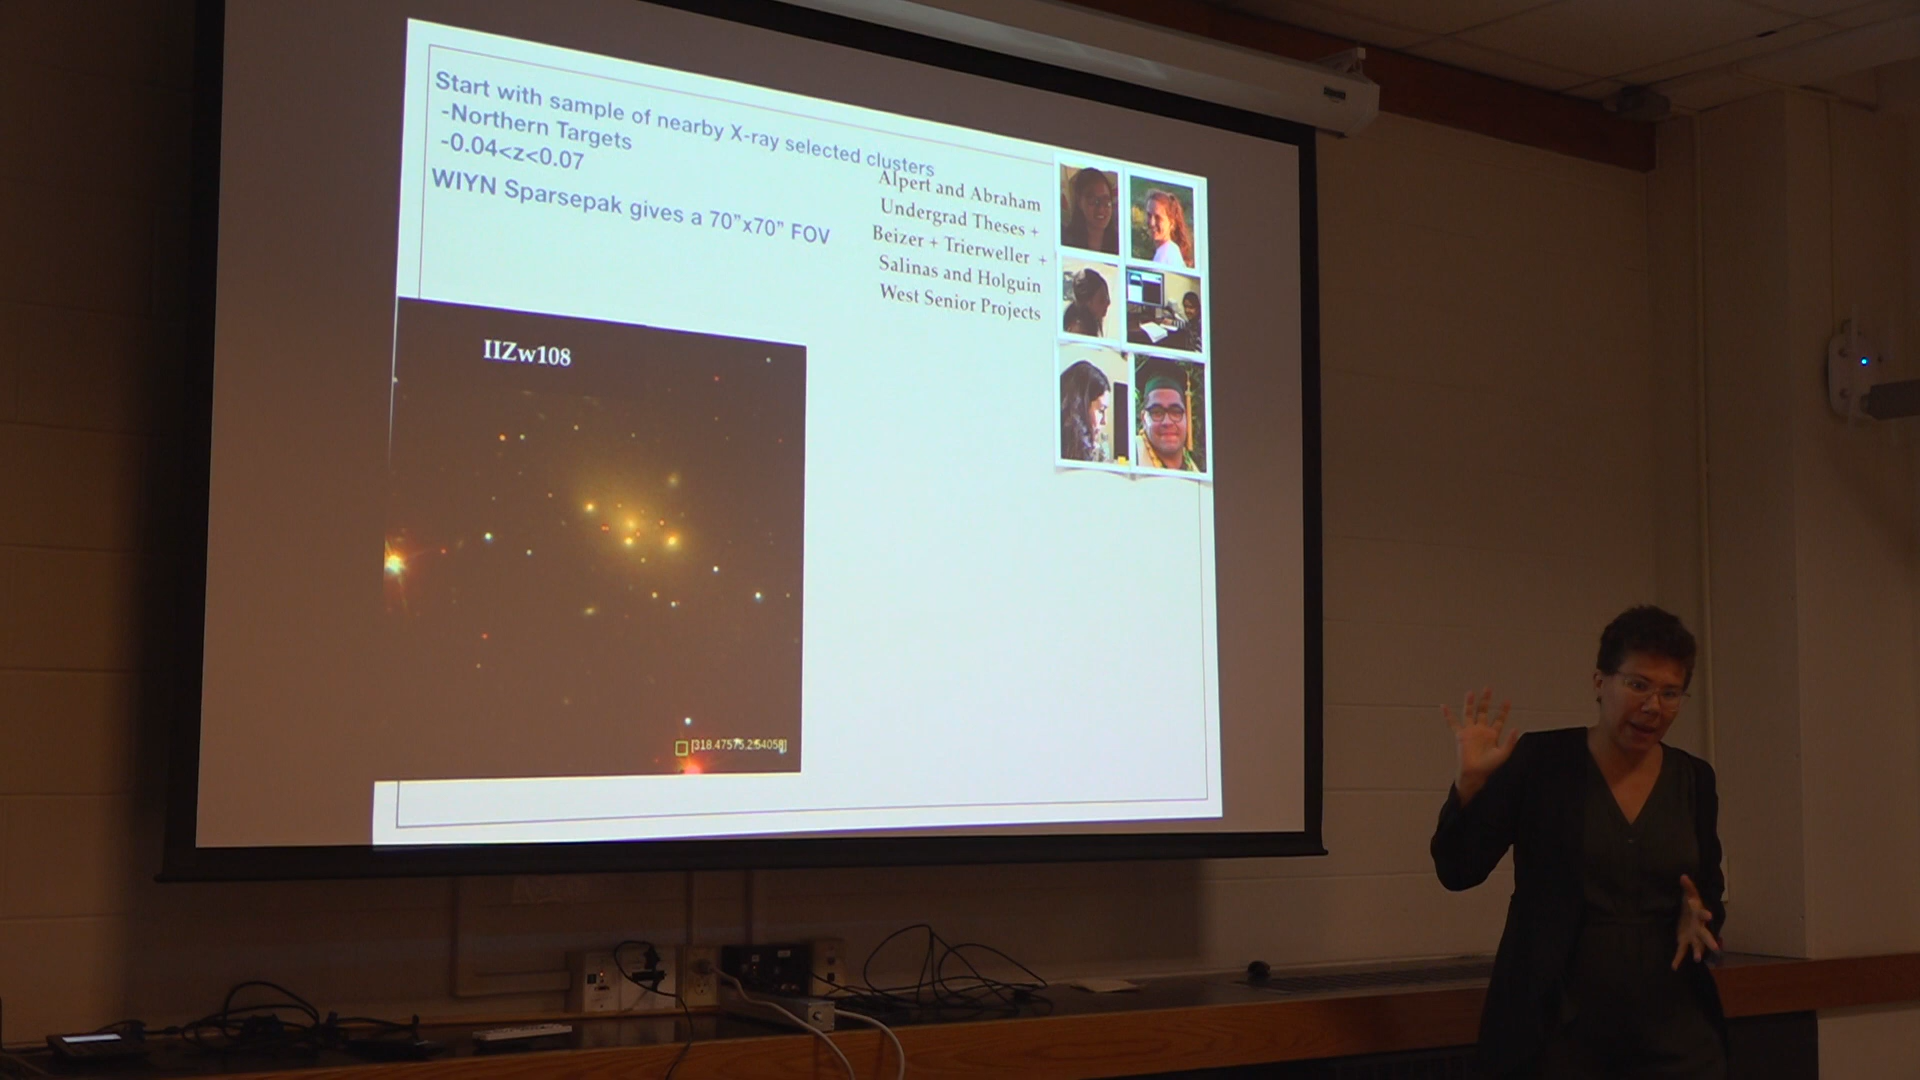 Start with sample of nearby X-ray selected clusters
-Northern Targets
-0.04<z<0.07
WIYN Sparsepak gives a 70”x70” FOV
Alpert and Abraham
Undergrad Theses +
Beizer + Trierweller +
Salinas and Holguin
West Senior Projects
IIZw108
[318.47575,2.54058]